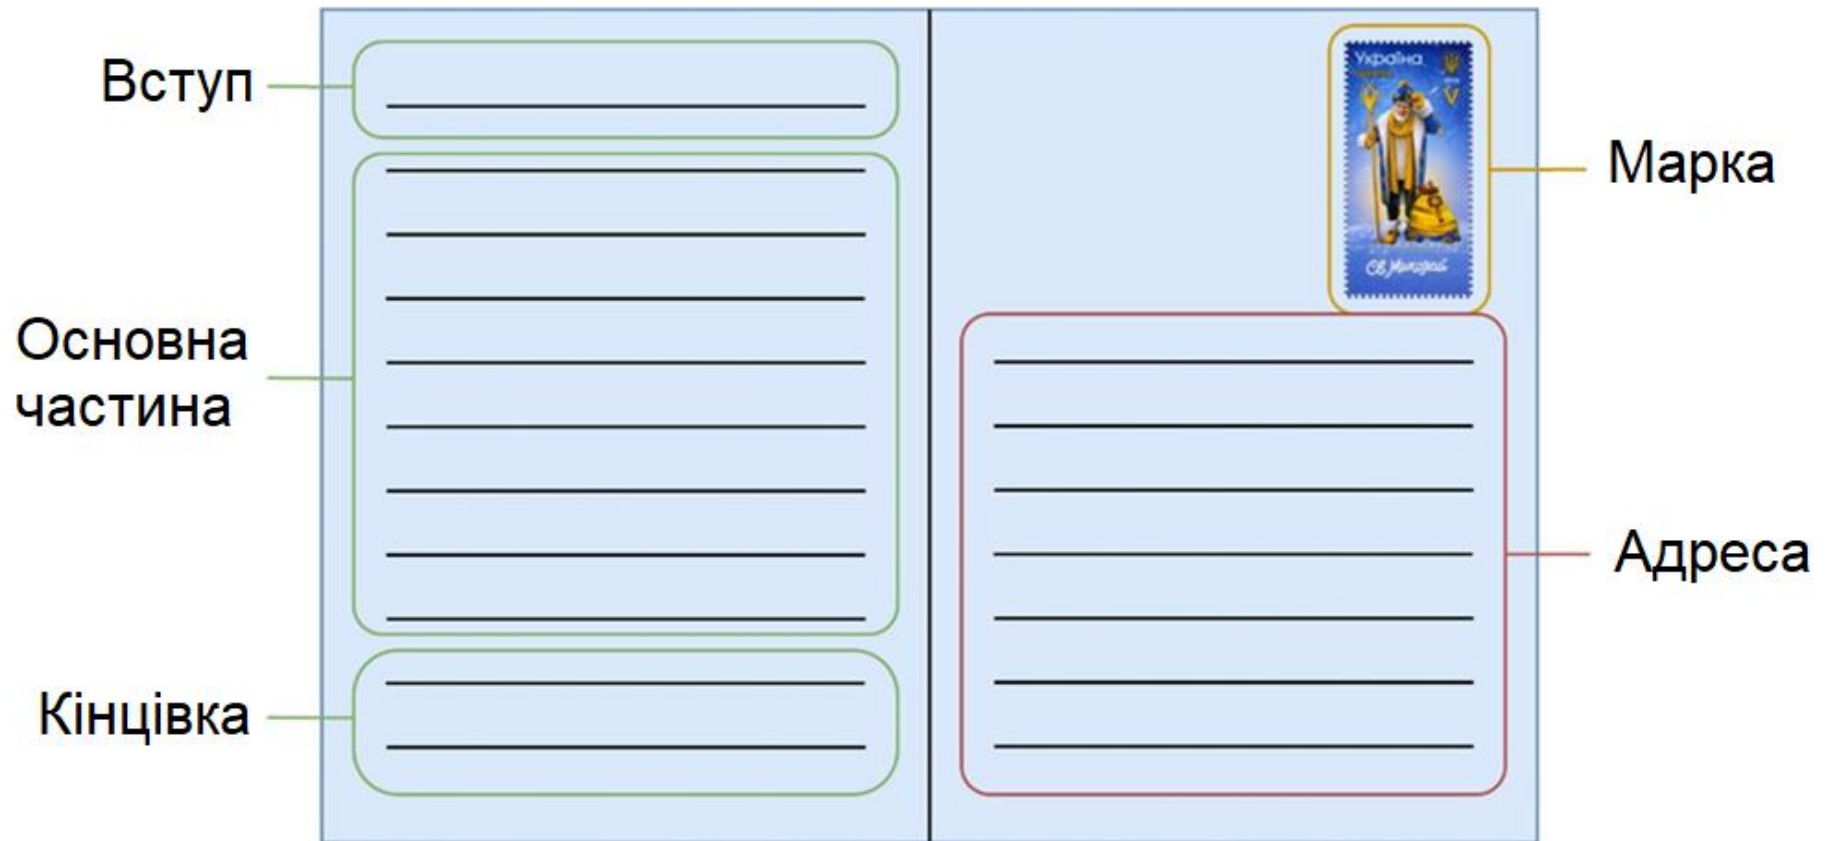 Вступ
Основна
частина
Кінцівка
Україна
Св. Миколай
V
Марка
Адреса